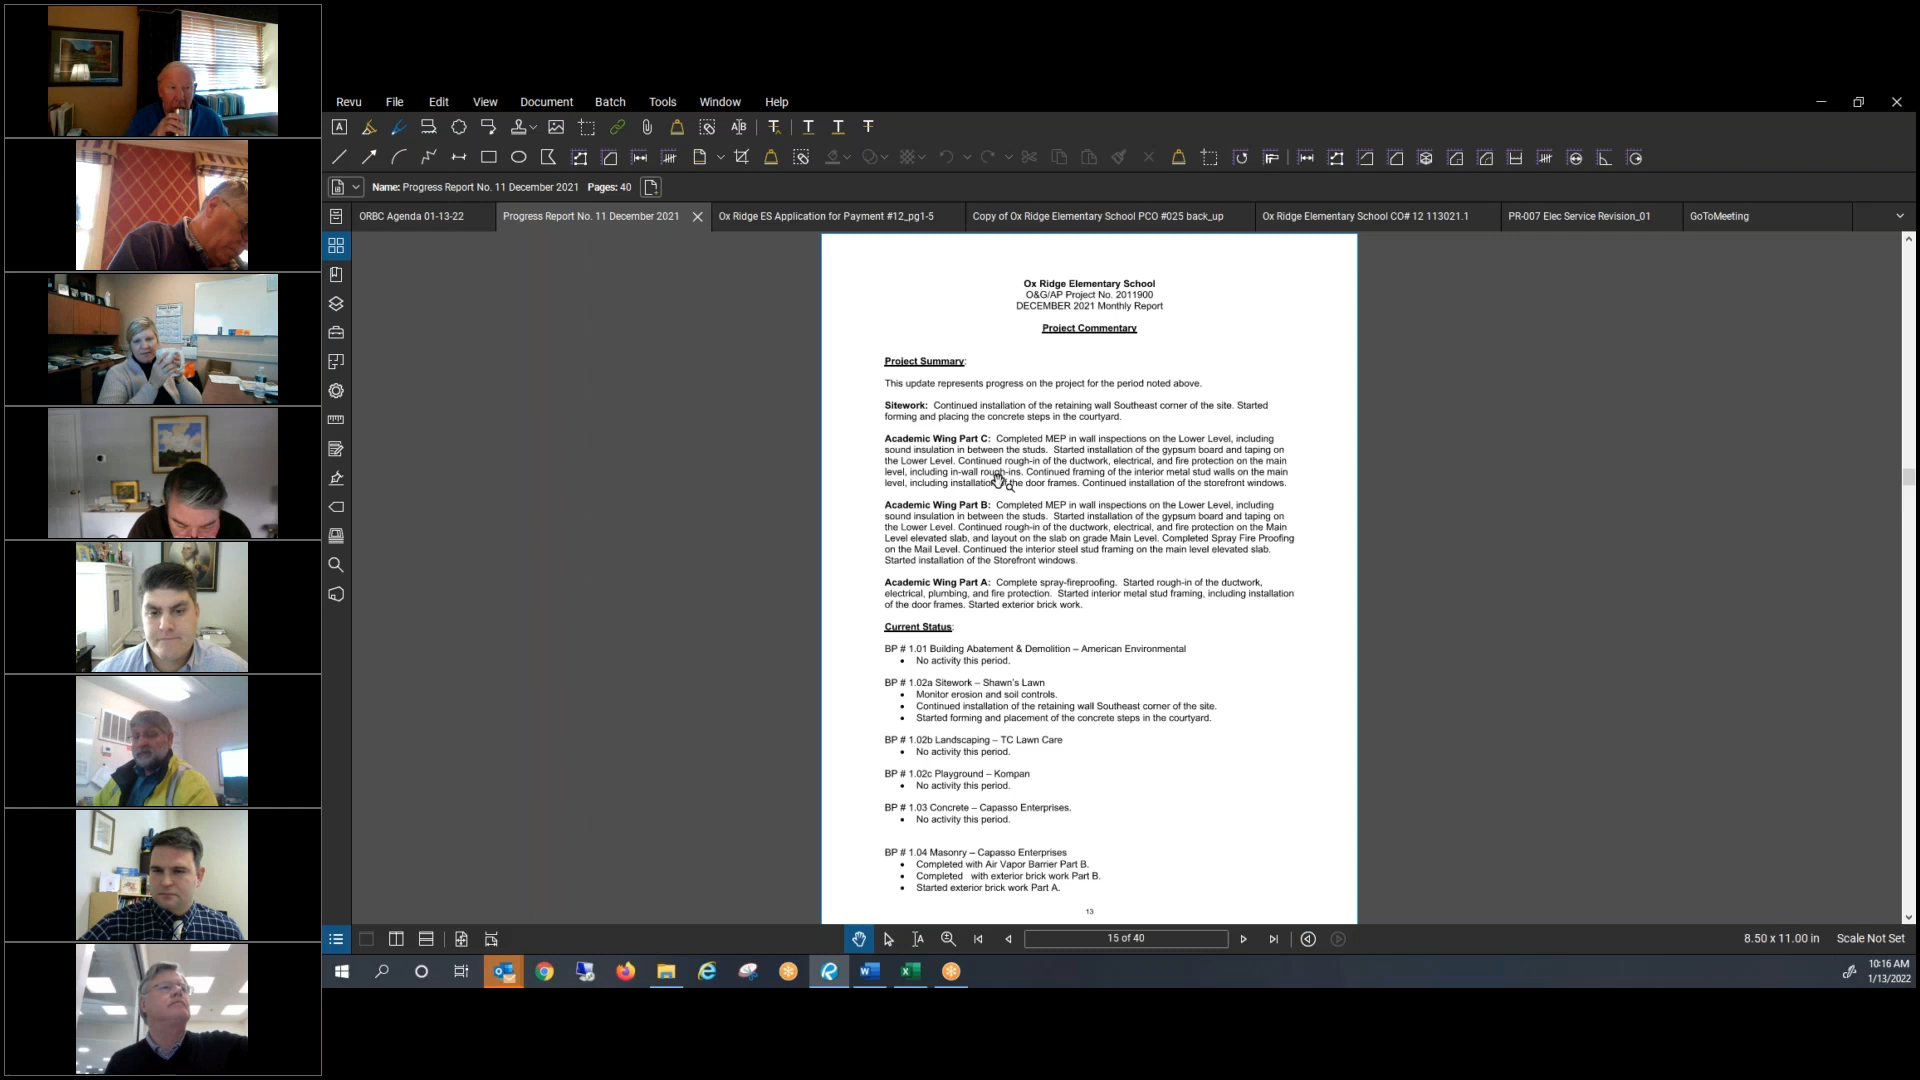 Revu File Edit View Document Batch Tools Window Help
Name: Progress Report No. 11 December 2021 Pages: 40
ORBC Agenda 01-13-22 Progress Report No. 11 December 2021 Ox Ridge ES Application for Payment #12_pg1-5 Copy of Ox Ridge Elementary School PCO #025 back_up Ox Ridge Elementary School CO# 12 113021.1 PR-007 Elec Service Revision_01 GoToMeeting
Ox Ridge Elementary School
O&G/AP Project No. 2011900
DECEMBER 2021 Monthly Report
Project Commentary
Project Summary:
This update represents progress on the project for the period noted above.
Sitework: Continued installation of the retaining wall Southeast corner of the site. Started
forming and placing the concrete steps in the courtyard.
Academic Wing Part C: Completed MEP in wall inspections on the Lower Level, including
sound insulation in between the studs. Started installation of the gypsum board and taping on
the Lower Level. Continued rough-in of the ductwork, electrical, and fire protection on the main
level, including in-wall rough-ins. Continued framing of the interior metal stud walls on the main
level, including installation of the door frames. Continued installation of the storefront windows.
Academic Wing Part B: Completed MEP in wall inspections on the Lower Level, including
sound insulation in between the studs. Started installation of the gypsum board and taping on
the Lower Level. Continued rough-in of the ductwork, electrical, and fire protection on the Main
Level elevated slab, and layout on the slab on grade Main Level. Completed Spray Fire Proofing
on the Mail Level. Continued the interior steel stud framing on the main level elevated slab.
Started installation of the Storefront windows.
Academic Wing Part A: Complete spray-fireproofing. Started rough-in of the ductwork,
electrical, plumbing, and fire protection. Started interior metal stud framing, including installation
of the door frames. Started exterior brick work.
Current Status:
BP # 1.01 Building Abatement & Demolition – American Environmental
• No activity this period.
BP # 1.02a Sitework – Shawn's Lawn
• Monitor erosion and soil controls.
• Continued installation of the retaining wall Southeast corner of the site.
• Started forming and placement of the concrete steps in the courtyard.
BP # 1.02b Landscaping – TC Lawn Care
• No activity this period.
BP # 1.02c Playground – Kompan
• No activity this period.
BP # 1.03 Concrete – Capasso Enterprises.
• No activity this period.
BP # 1.04 Masonry – Capasso Enterprises
• Completed with Air Vapor Barrier Part B.
• Completed with exterior brick work Part B.
• Started exterior brick work Part A.
13
15 of 40
8.50 x 11.00 in Scale Not Set
10:16 AM
1/13/2022